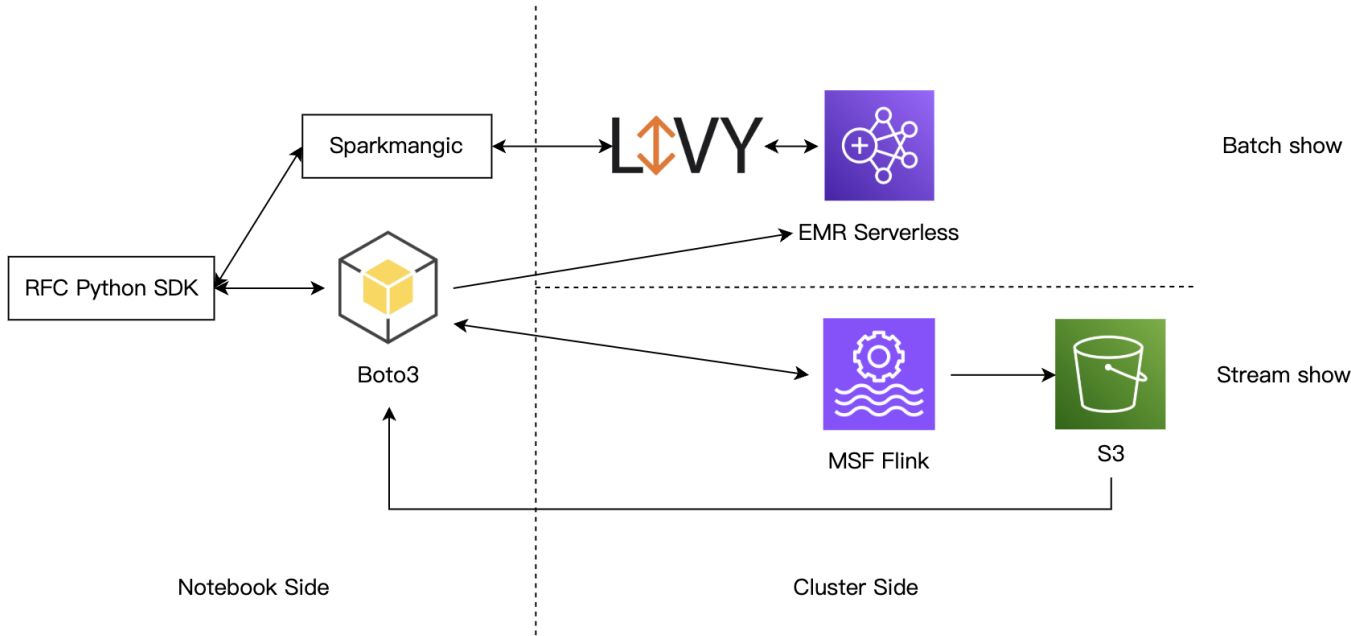 Sparkmangic
LIVY
Batch show
EMR Serverless
RFC Python SDK
Boto3
Stream show
MSF Flink
S3
Notebook Side
Cluster Side